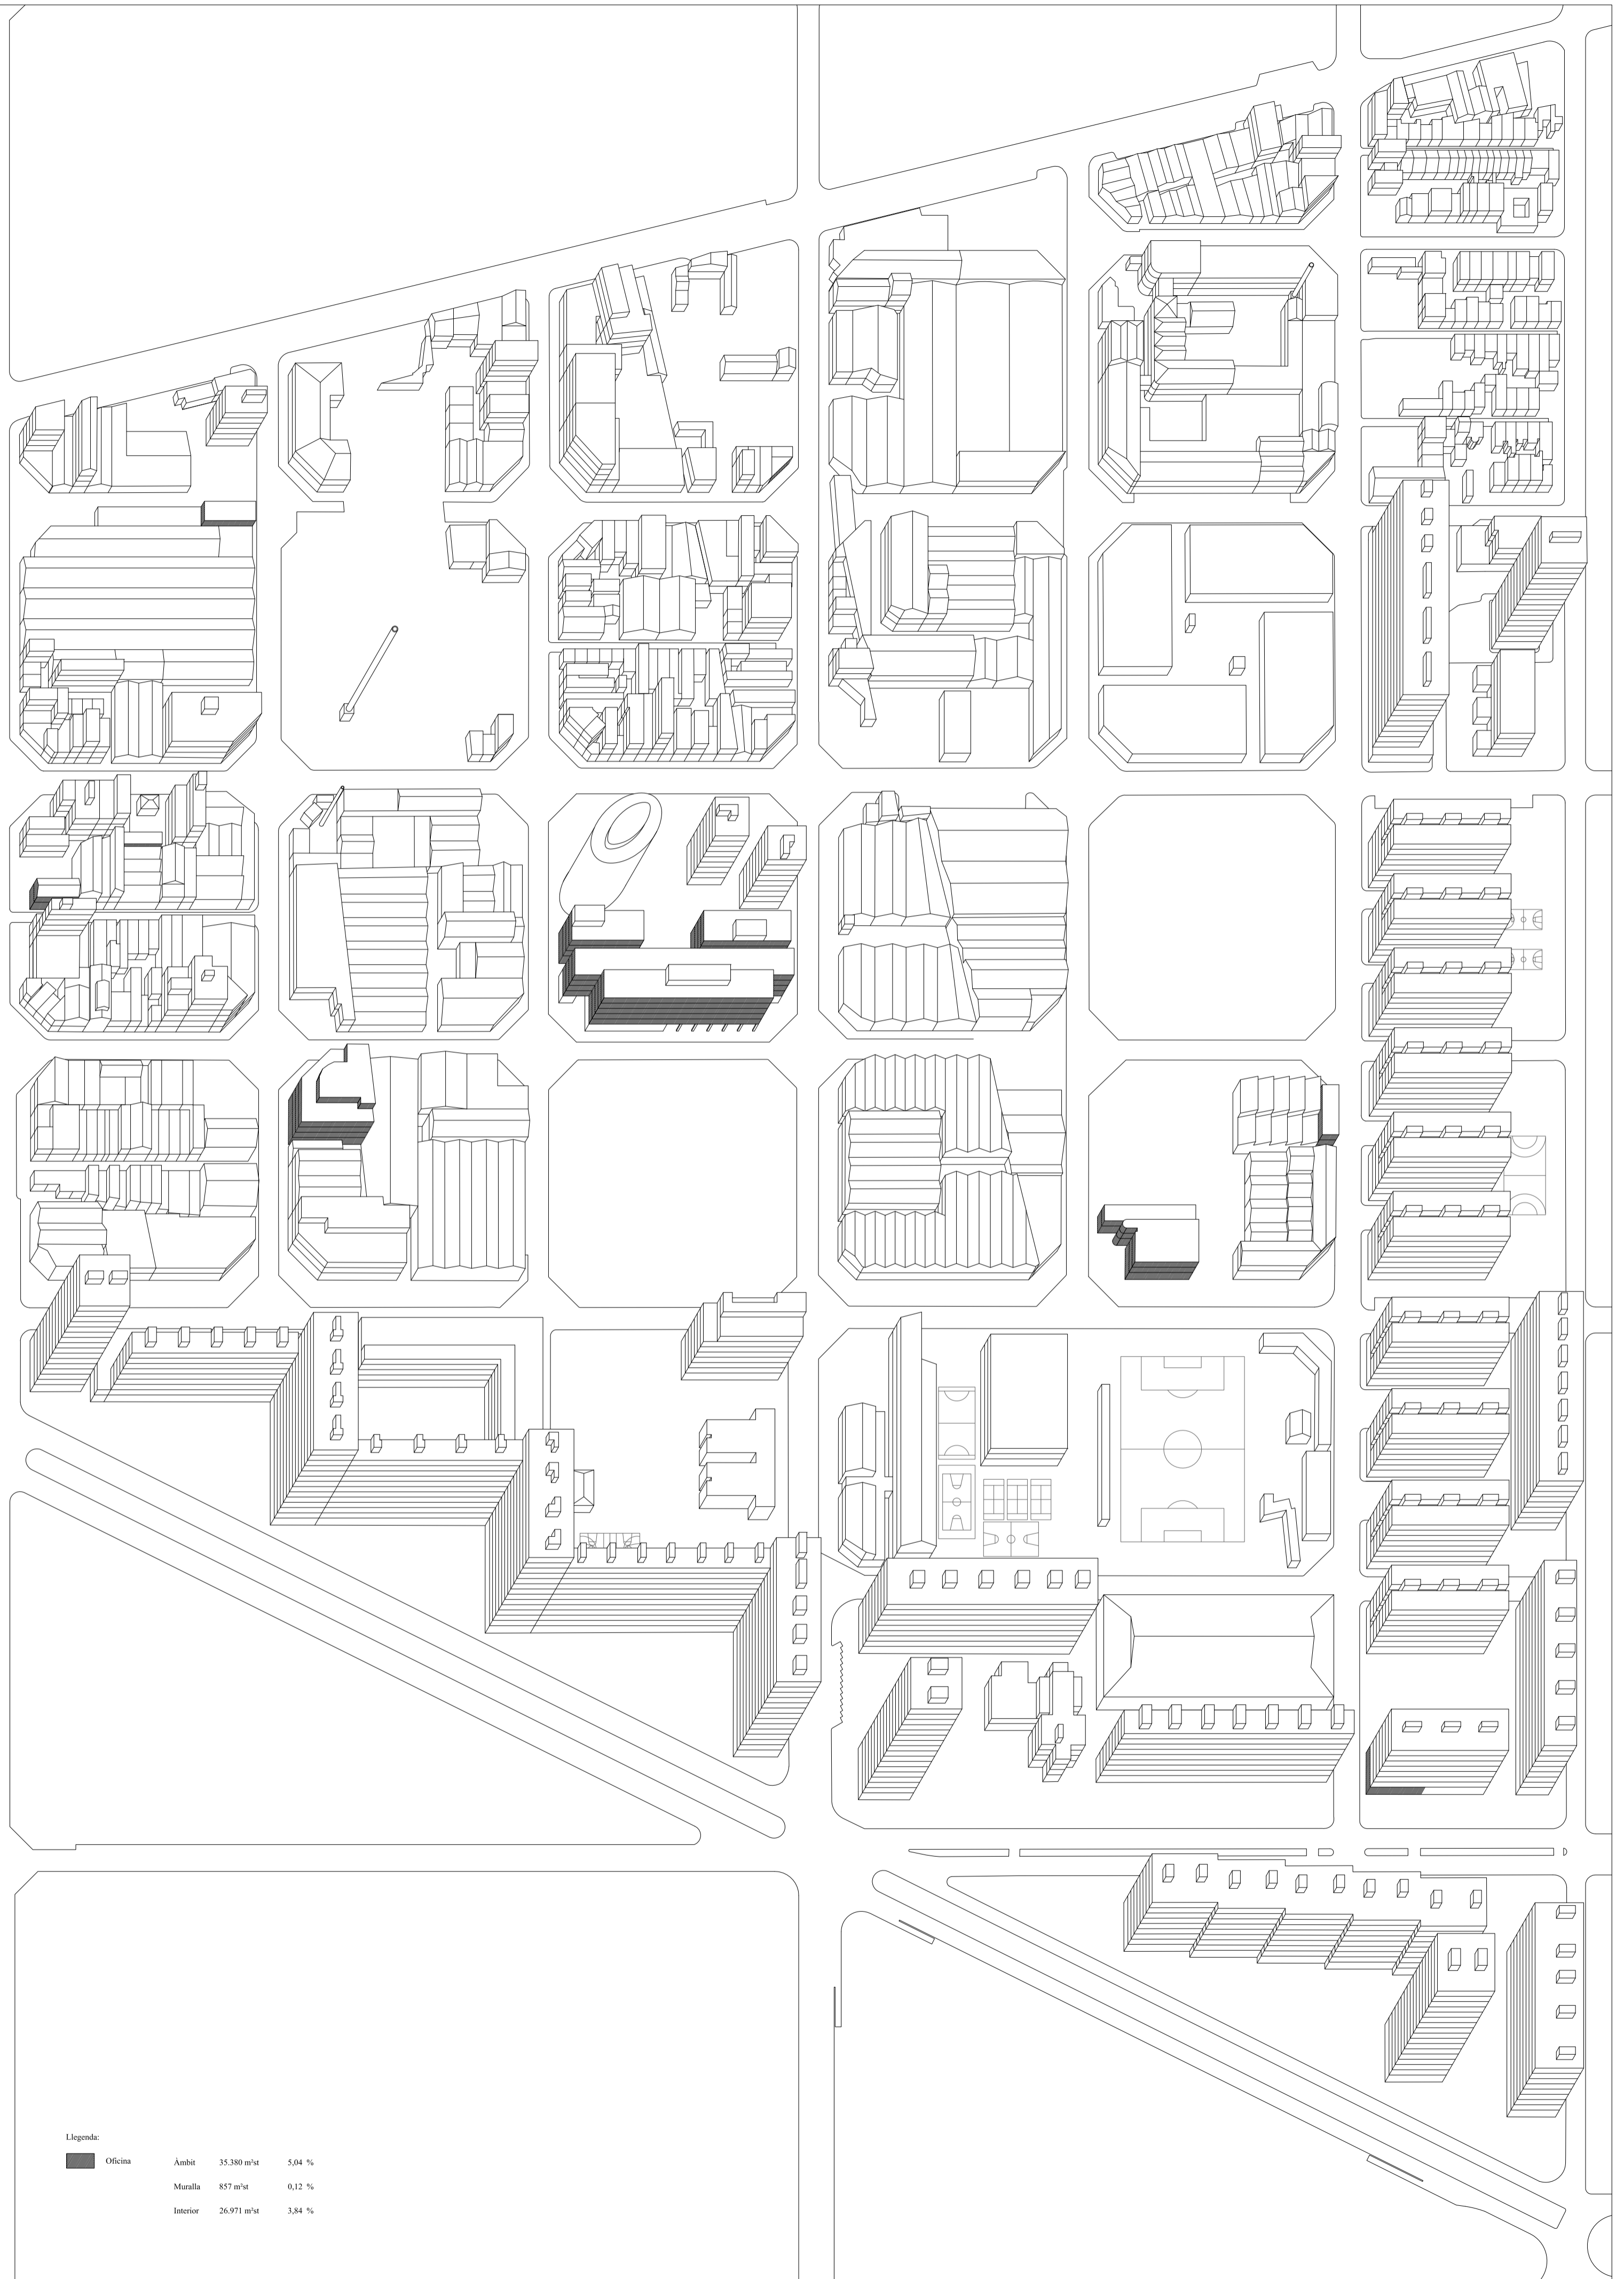 Llegenda:
Oficina Àmbit 35.380 m²st 5,04 %
Muralla 857 m²st 0,12 %
Interior 26.971 m²st 3,84 %